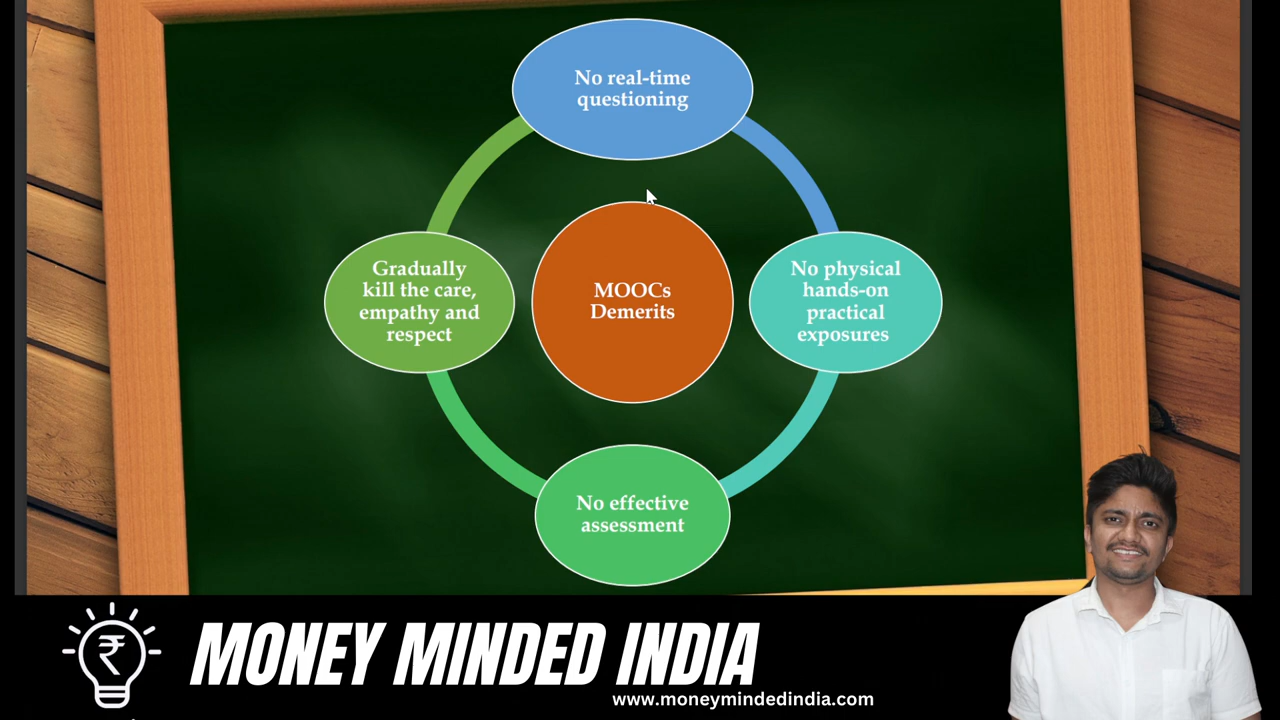 No real-time
questioning
Gradually
kill the care,
empathy and
respect
MOOCs
Demerits
No physical
hands-on
practical
exposures
No effective
assessment
₹
MONEY MINDED INDIA
www.moneymindedindia.com